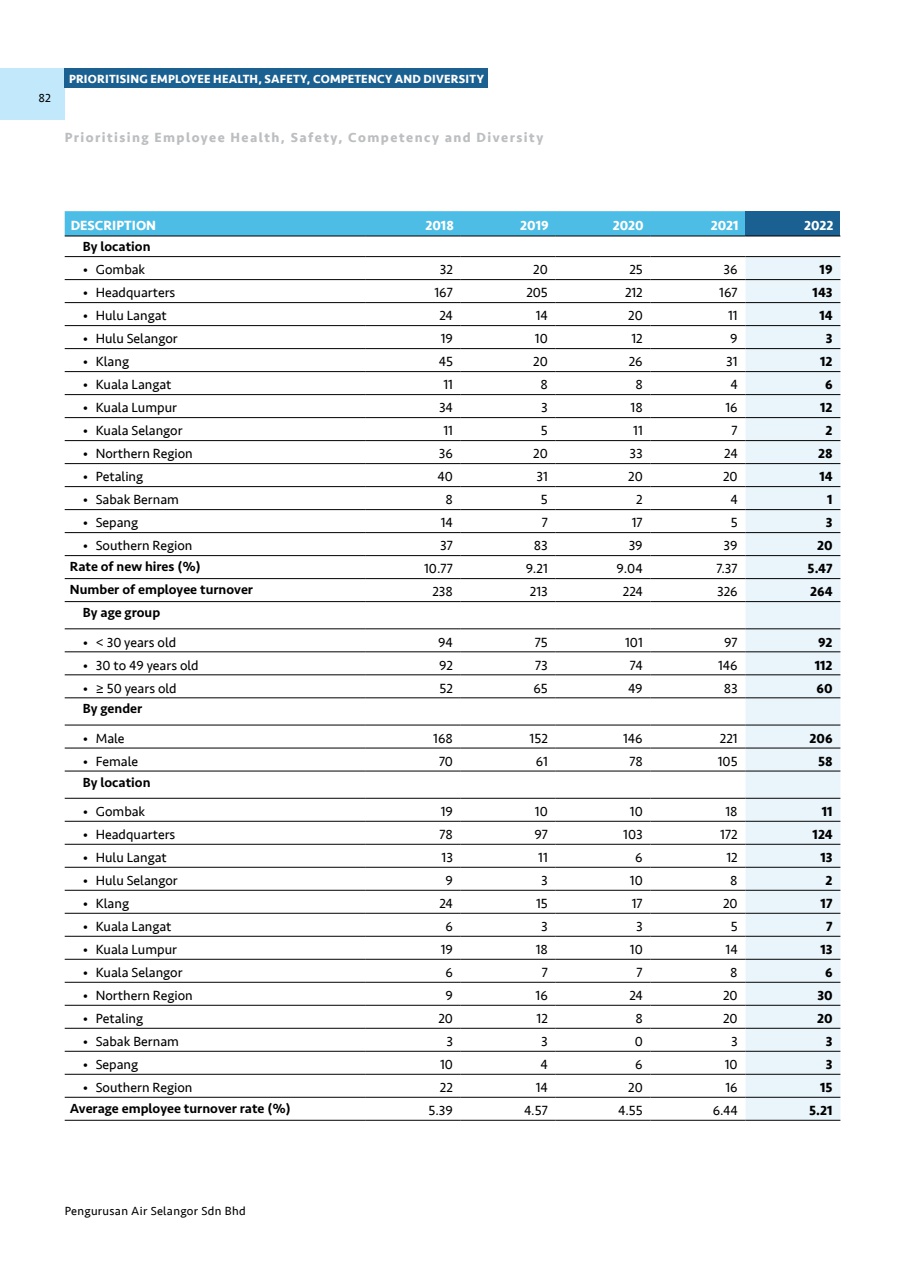 PRIORITISING EMPLOYEE HEALTH, SAFETY, COMPETENCY AND DIVERSITY
82
Prioritising Employee Health, Safety, Competency and Diversity
DESCRIPTION 2018 2019 2020 2021 2022
By location
• Gombak 32 20 25 36 19
• Headquarters 167 205 212 167 143
• Hulu Langat 24 14 20 11 14
• Hulu Selangor 19 10 12 9 3
• Klang 45 20 26 31 12
• Kuala Langat 11 8 8 4 6
• Kuala Lumpur 34 3 18 16 12
• Kuala Selangor 11 5 11 7 2
• Northern Region 36 20 33 24 28
• Petaling 40 31 20 20 14
• Sabak Bernam 8 5 2 4 1
• Sepang 14 7 17 5 3
• Southern Region 37 83 39 39 20
Rate of new hires (%) 10.77 9.21 9.04 7.37 5.47
Number of employee turnover 238 213 224 326 264
By age group
• < 30 years old 94 75 101 97 92
• 30 to 49 years old 92 73 74 146 112
• ≥ 50 years old 52 65 49 83 60
By gender
• Male 168 152 146 221 206
• Female 70 61 78 105 58
By location
• Gombak 19 10 10 18 11
• Headquarters 78 97 103 172 124
• Hulu Langat 13 11 6 12 13
• Hulu Selangor 9 3 10 8 2
• Klang 24 15 17 20 17
• Kuala Langat 6 3 3 5 7
• Kuala Lumpur 19 18 10 14 13
• Kuala Selangor 6 7 7 8 6
• Northern Region 9 16 24 20 30
• Petaling 20 12 8 20 20
• Sabak Bernam 3 3 0 3 3
• Sepang 10 4 6 10 3
• Southern Region 22 14 20 16 15
Average employee turnover rate (%) 5.39 4.57 4.55 6.44 5.21
Pengurusan Air Selangor Sdn Bhd